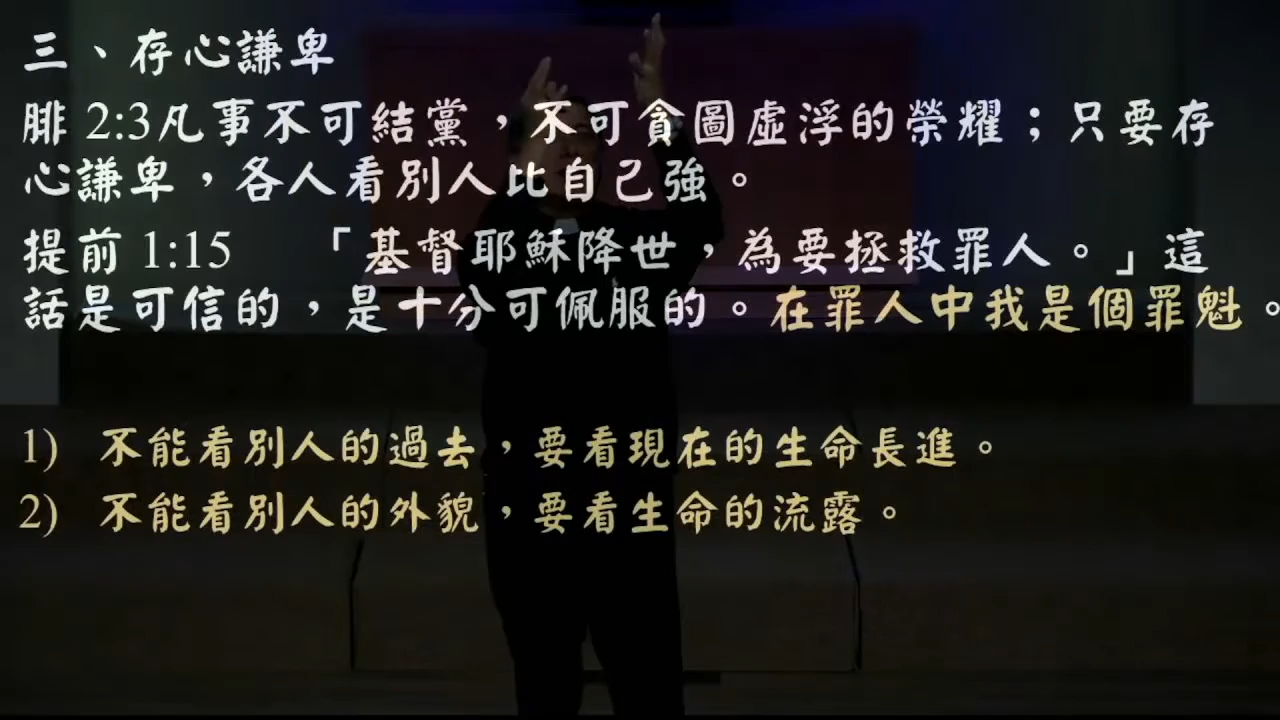 三、存心謙卑
腓 2:3凡事不可結黨，不可貪圖虛浮的榮耀；只要存
心謙卑，各人看別人比自己強。
提前 1:15 「基督耶穌降世，為要拯救罪人。」這
話是可信的，是十分可佩服的。在罪人中我是個罪魁。
1) 不能看別人的過去，要看現在的生命長進。
2) 不能看別人的外貌，要看生命的流露。